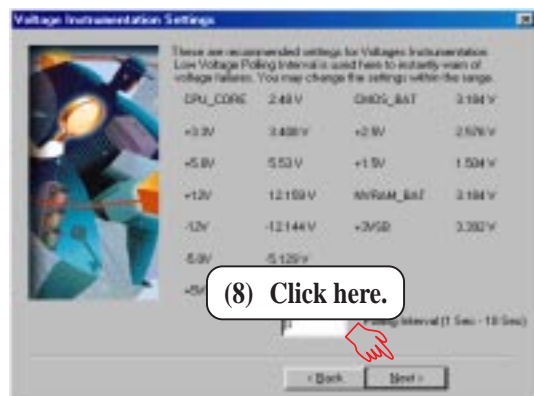 Voltage Instrumentation Settings
These are recommended settings for Voltages Instrumentation.
Low Voltage Polling Interval is used here to instantly warn of
voltage failures. You may change the settings within the range.
CPU_CORE 2.48 V CMOS_BAT 3.184 V
+3.3V 3.408 V +2.5V 2.576 V
+5.0V 5.53 V +1.5V 1.504 V
+12V 12.159 V NVRAM_BAT 3.184 V
-12V -12.144 V +3VSB 3.392 V
-5.0V -5.129 V
(8) Click here.
Polling Interval (1 Sec - 10 Sec)
< Back Next >